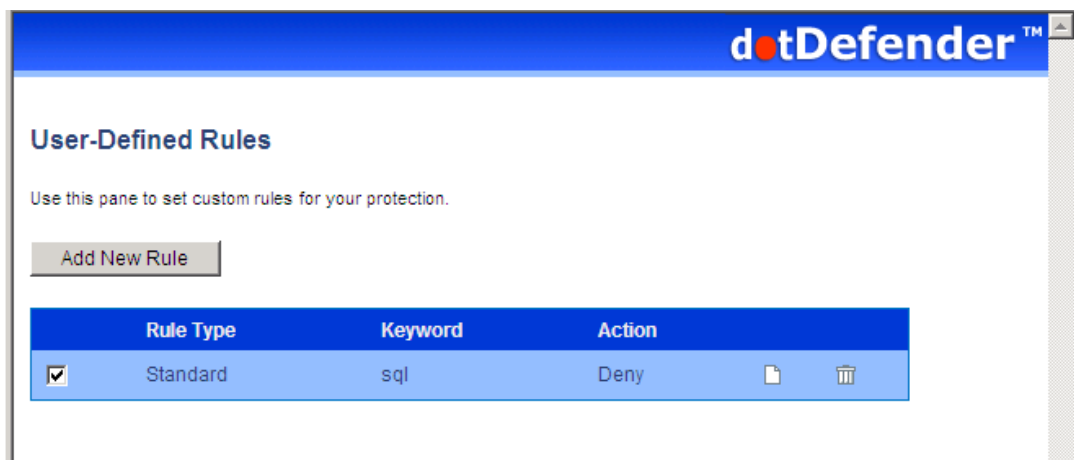 dotDefender™
User-Defined Rules
Use this pane to set custom rules for your protection.
Add New Rule
Rule Type Keyword Action
Standard sql Deny